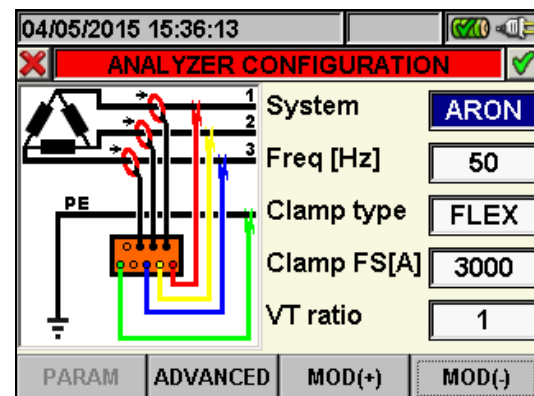 04/05/2015 15:36:13
ANALYZER CONFIGURATION
1
2
3
PE
System ARON
Freq [Hz] 50
Clamp type FLEX
Clamp FS[A] 3000
VT ratio 1
PARAM ADVANCED MOD(+) MOD(-)